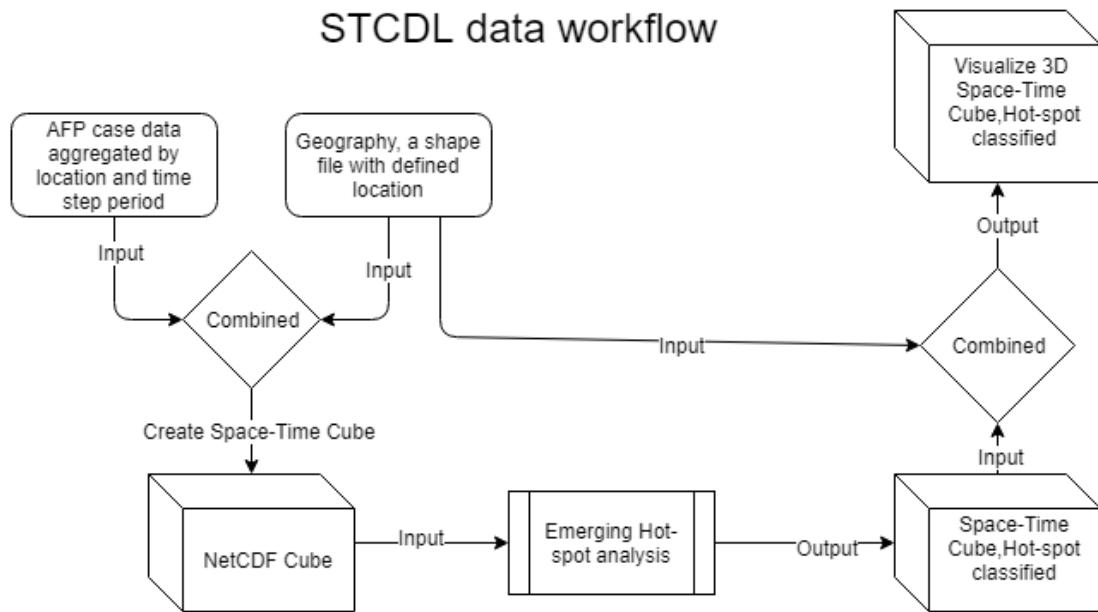 STCDL data workflow
AFP case data
aggregated by
location and time
step period
Geography, a shape
file with defined
location
Visualize 3D
Space-Time
Cube,Hot-spot
classified
Input
Input
Output
Combined
Input
Combined
Create Space-Time Cube
Input
NetCDF Cube
Input
Emerging Hot-
spot analysis
Output
Space-Time
Cube,Hot-spot
classified